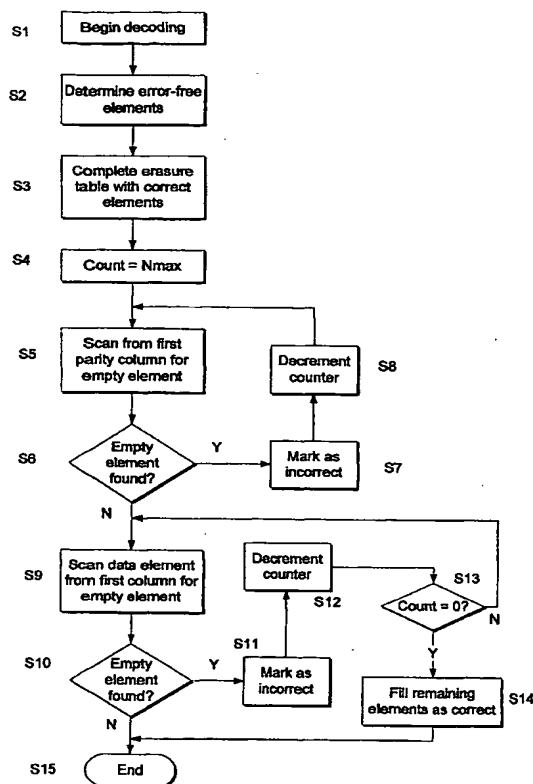 S1
Begin decoding
S2
Determine error-free
elements
S3
Complete erasure
table with correct
elements
S4
Count = Nmax
S5
Scan from first
parity column for
empty element
Decrement
counter
S8
S6
Empty
element
found?
Y
N
Mark as
incorrect
S7
S9
Scan data element
from first column for
empty element
Decrement
counter
S12
S13
Count = 0?
N
Y
S10
Empty
element
found?
Y
N
S11
Mark as
incorrect
Fill remaining
elements as correct
S14
S15
End